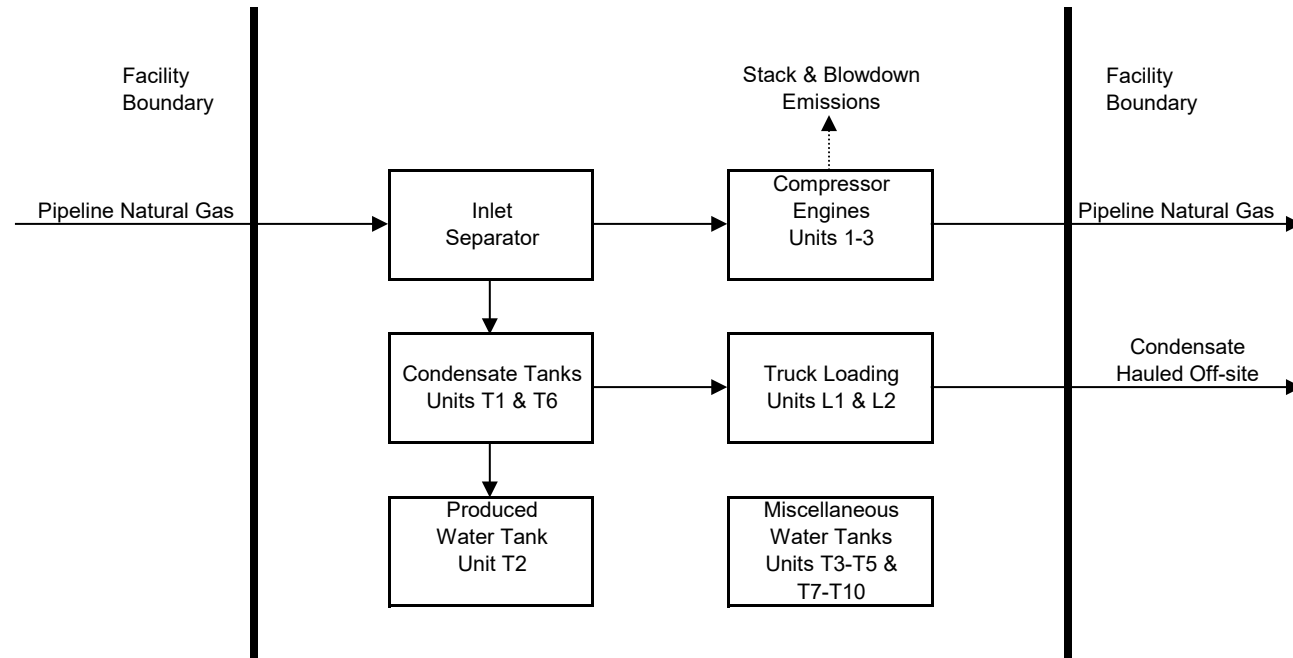 Facility
Boundary
Stack & Blowdown
Emissions
Facility
Boundary
Pipeline Natural Gas
Inlet
Separator
Compressor
Engines
Units 1-3
Pipeline Natural Gas
Condensate Tanks
Units T1 & T6
Truck Loading
Units L1 & L2
Condensate
Hauled Off-site
Produced
Water Tank
Unit T2
Miscellaneous
Water Tanks
Units T3-T5 &
T7-T10